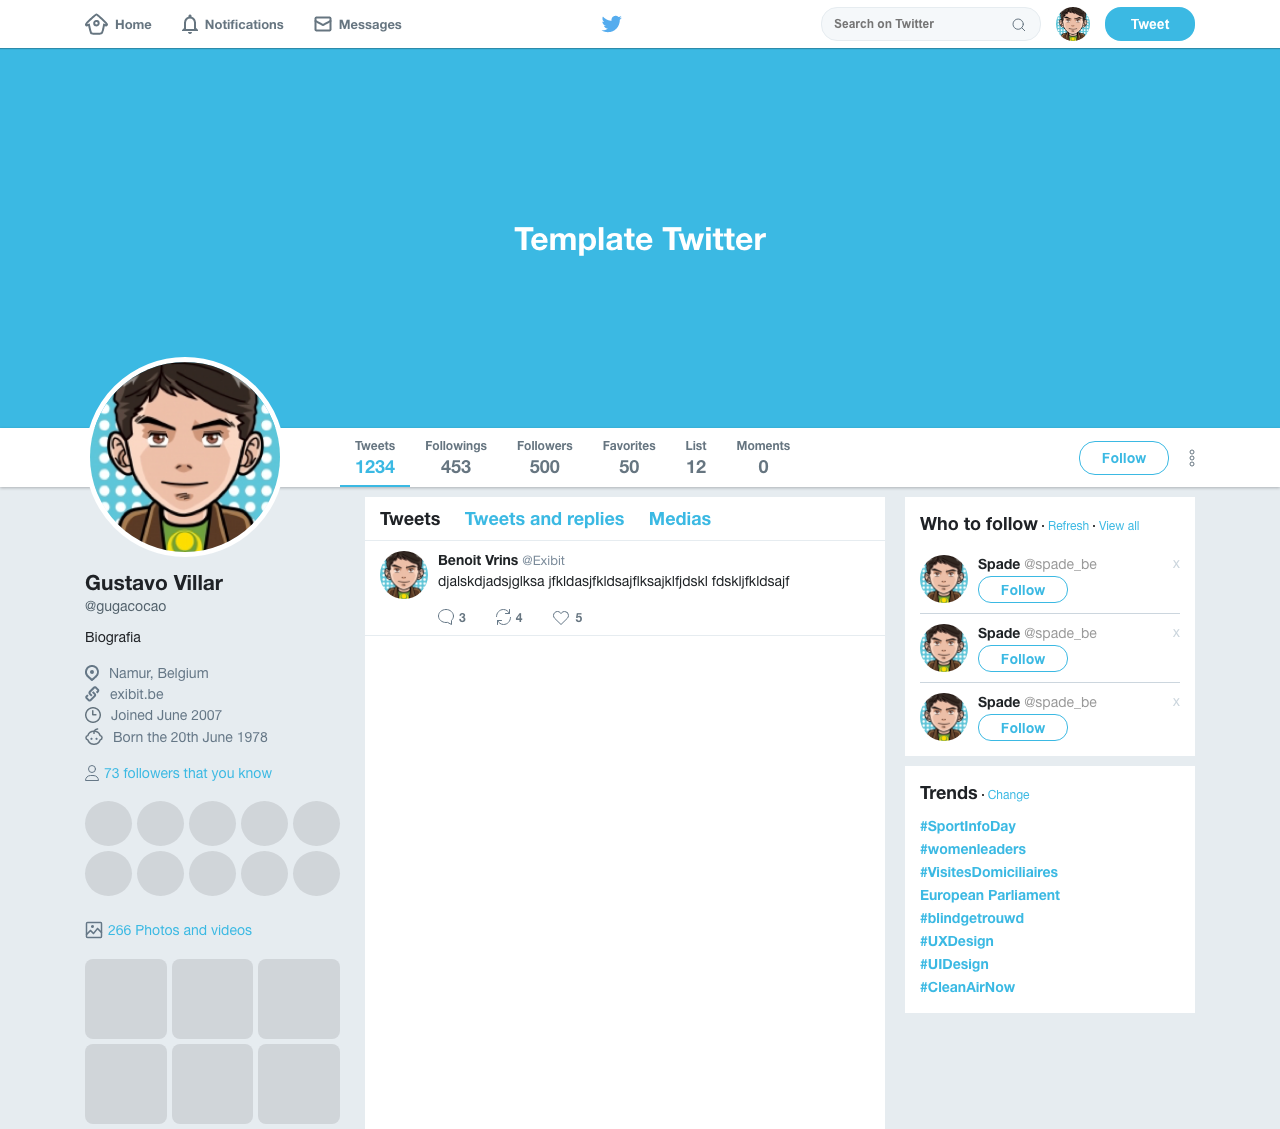 Home
Notifications
Messages
Search on Twitter
Tweet
Template Twitter
Tweets
1234
Followings
453
Followers
500
Favorites
50
List
12
Moments
0
Follow
Gustavo Villar
@gugacocao
Biografia
Namur, Belgium
exibit.be
Joined June 2007
Born the 20th June 1978
73 followers that you know
266 Photos and videos
Tweets Tweets and replies Medias
Benoit Vrins @Exibit
djalskdjadsjglksa jfkldasjfkldsajflksajklfjdskl fdskljfkldsajf
3 4 5
Who to follow · Refresh · View all
Spade @spade_be x
Follow
Spade @spade_be x
Follow
Spade @spade_be x
Follow
Trends · Change
#SportInfoDay
#womenleaders
#VisitesDomiciliaires
European Parliament
#blindgetrouwd
#UXDesign
#UIDesign
#CleanAirNow